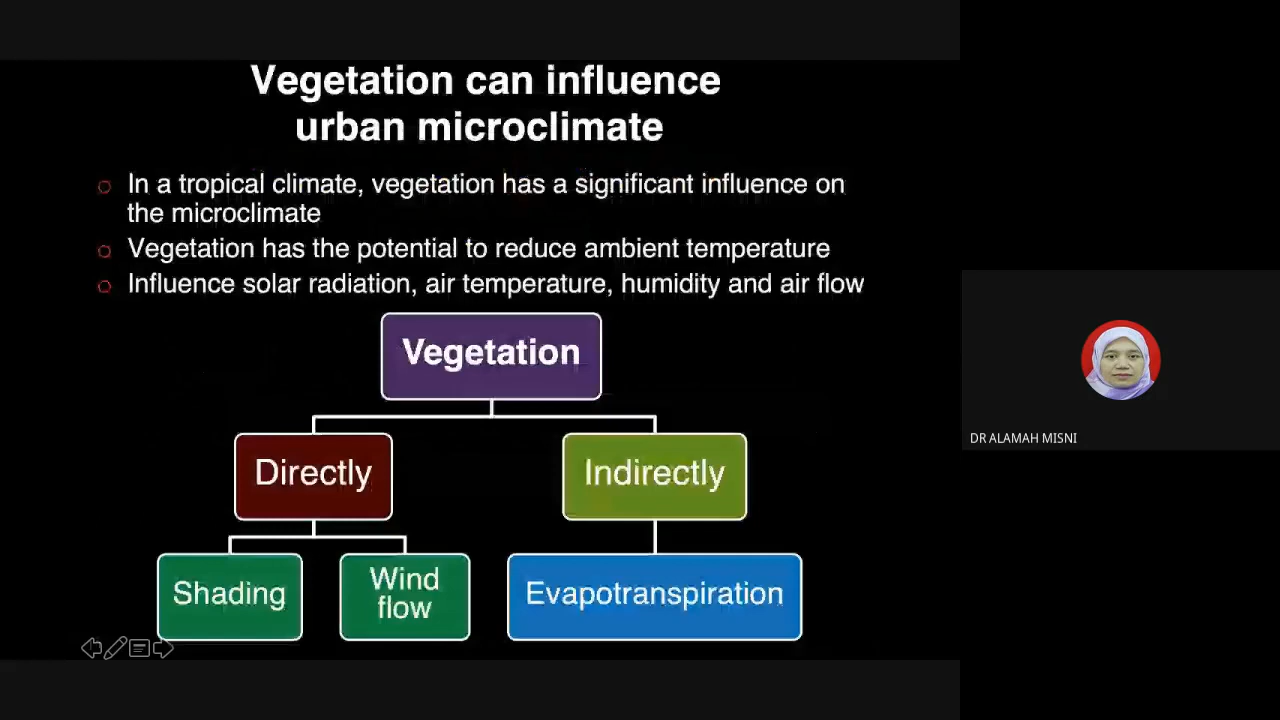 Vegetation can influence
urban microclimate
In a tropical climate, vegetation has a significant influence on
the microclimate
Vegetation has the potential to reduce ambient temperature
Influence solar radiation, air temperature, humidity and air flow
Vegetation
Directly
Indirectly
Shading
Wind
flow
Evapotranspiration
DR ALAMAH MISNI